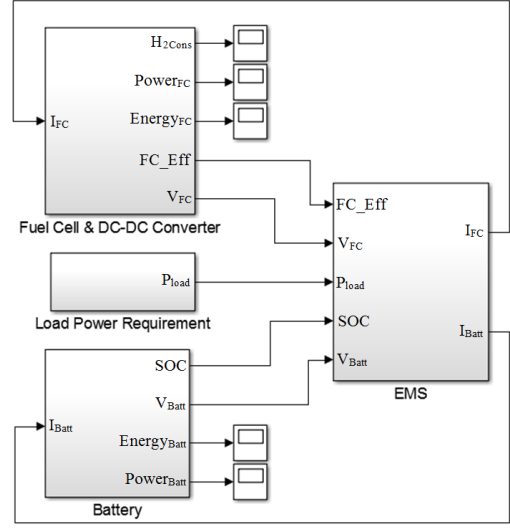 H2Cons
PowerFC
IFC
EnergyFC
FC_Eff
VFC
Fuel Cell & DC-DC Converter
Pload
Load Power Requirement
FC_Eff
VFC
IFC
Pload
SOC
IBatt
VBatt
EMS
SOC
VBatt
IBatt
EnergyBatt
PowerBatt
Battery